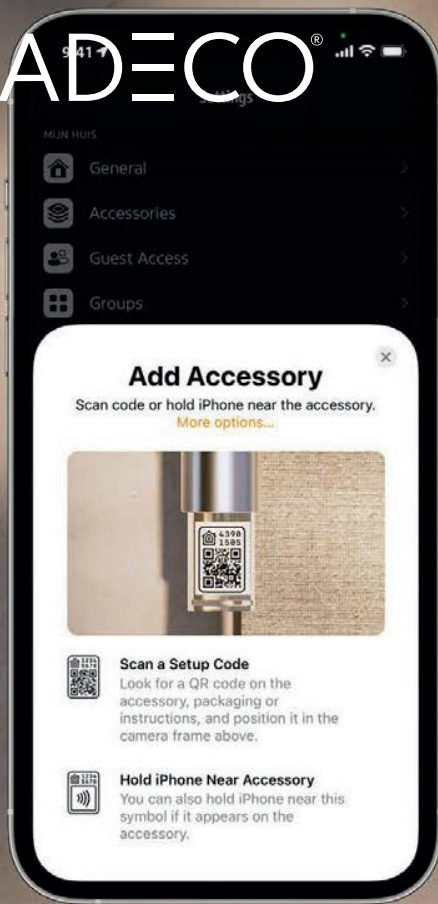 ADECO®
9:41
Settings
MIJN HUIS
General
Accessories
Guest Access
Groups
Add Accessory
Scan code or hold iPhone near the accessory.
More options...
4390
1505
Scan a Setup Code
Look for a QR code on the
accessory, packaging or
instructions, and position it in the
camera frame above.
Hold iPhone Near Accessory
You can also hold iPhone near this
symbol if it appears on the
accessory.